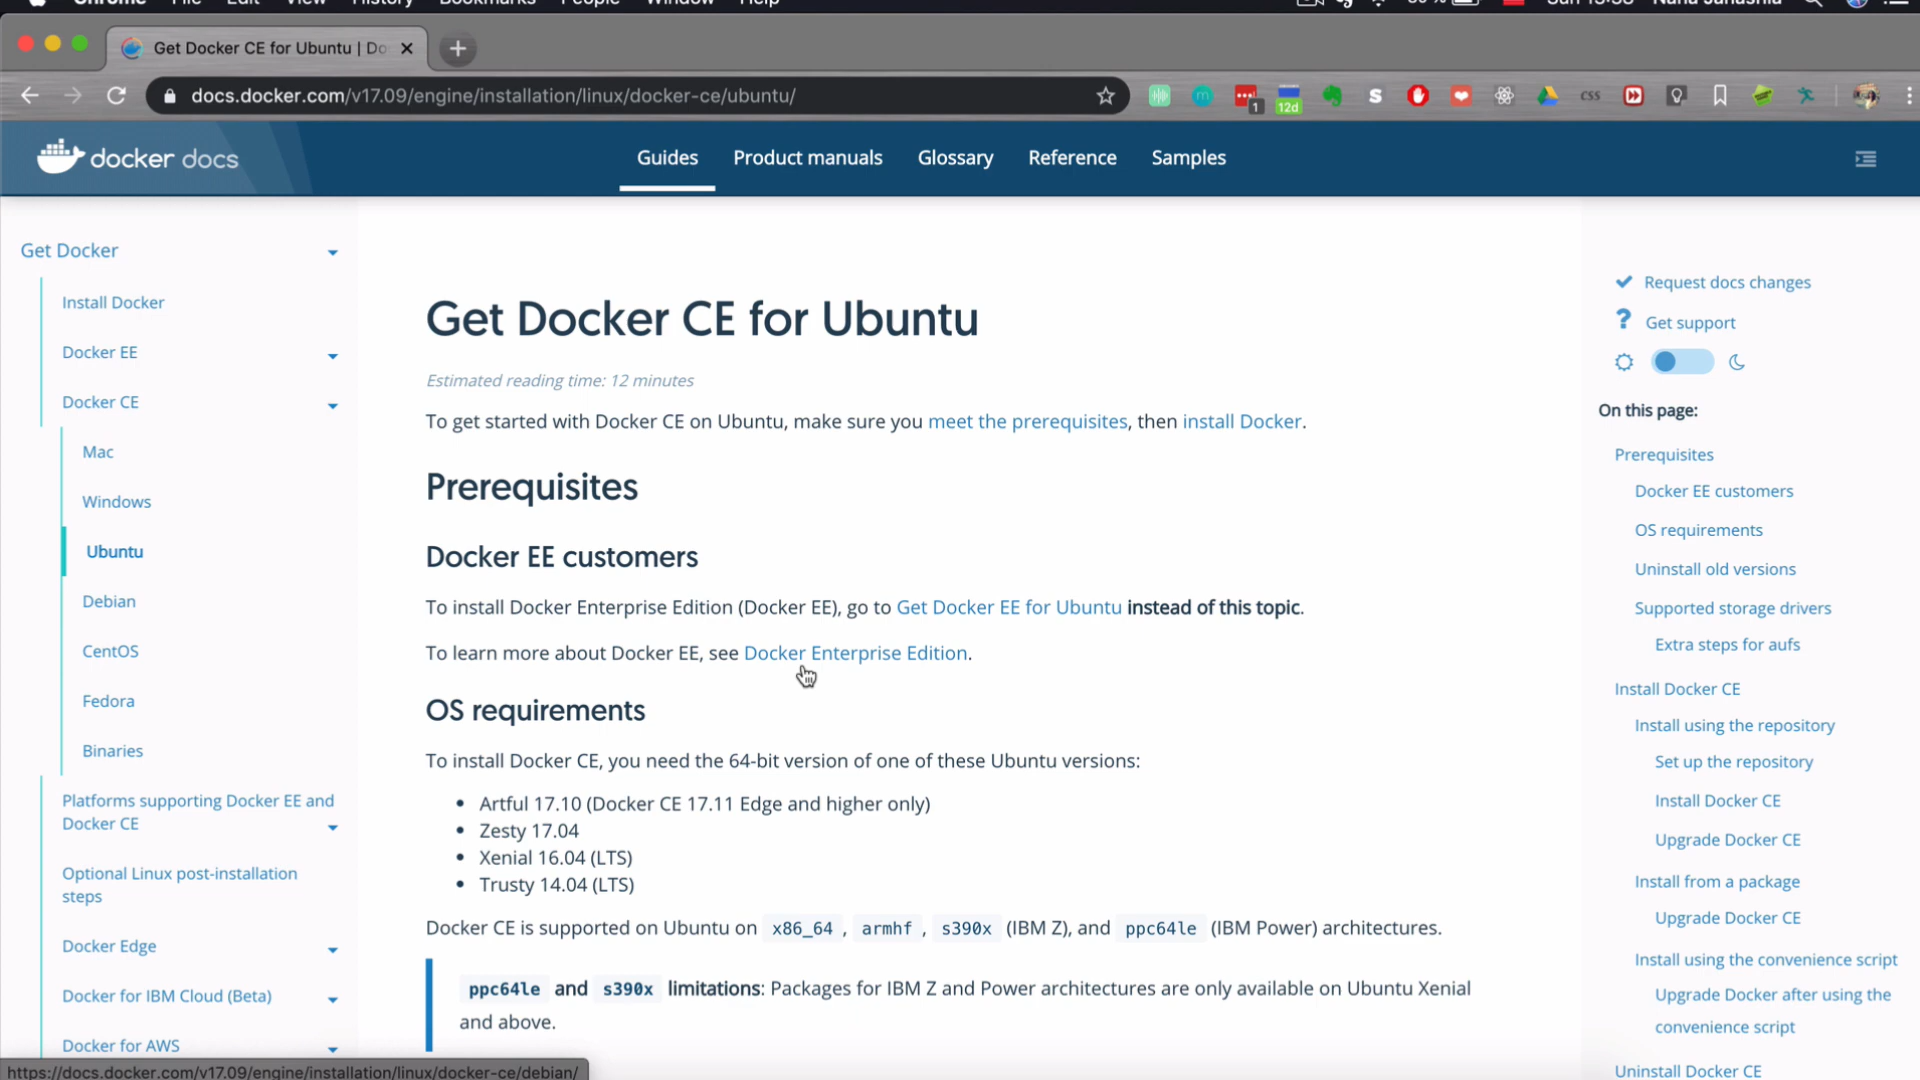 Chrome File Edit View History Bookmarks People Window Help
Get Docker CE for Ubuntu | Do
docs.docker.com/v17.09/engine/installation/linux/docker-ce/ubuntu/
1
12d
S
CSS
docker docs
Guides Product manuals Glossary Reference Samples
Get Docker
Install Docker
Docker EE
Docker CE
Mac
Windows
Ubuntu
Debian
CentOS
Fedora
Binaries
Platforms supporting Docker EE and
Docker CE
Optional Linux post-installation
steps
Docker Edge
Docker for IBM Cloud (Beta)
Docker for AWS
https://docs.docker.com/v17.09/engine/installation/linux/docker-ce/debian/
Get Docker CE for Ubuntu
Estimated reading time: 12 minutes
To get started with Docker CE on Ubuntu, make sure you meet the prerequisites, then install Docker.
Prerequisites
Docker EE customers
To install Docker Enterprise Edition (Docker EE), go to Get Docker EE for Ubuntu instead of this topic.
To learn more about Docker EE, see Docker Enterprise Edition.
OS requirements
To install Docker CE, you need the 64-bit version of one of these Ubuntu versions:
• Artful 17.10 (Docker CE 17.11 Edge and higher only)
• Zesty 17.04
• Xenial 16.04 (LTS)
• Trusty 14.04 (LTS)
Docker CE is supported on Ubuntu on x86_64 , armhf , s390x (IBM Z), and ppc64le (IBM Power) architectures.
ppc64le and s390x limitations: Packages for IBM Z and Power architectures are only available on Ubuntu Xenial
and above.
Request docs changes
Get support
On this page:
Prerequisites
Docker EE customers
OS requirements
Uninstall old versions
Supported storage drivers
Extra steps for aufs
Install Docker CE
Install using the repository
Set up the repository
Install Docker CE
Upgrade Docker CE
Install from a package
Upgrade Docker CE
Install using the convenience script
Upgrade Docker after using the
convenience script
Uninstall Docker CE